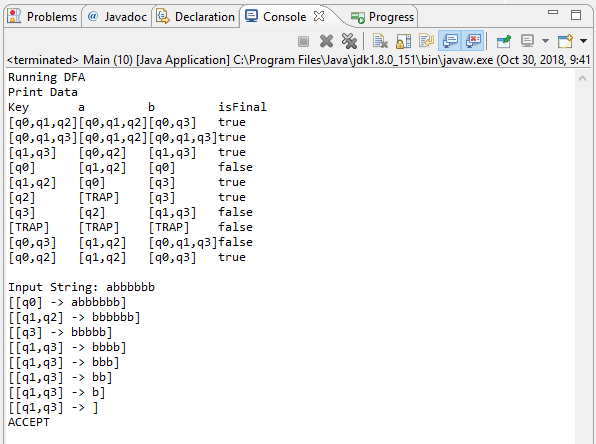 Problems @ Javadoc Declaration Console Progress
<terminated> Main (10) [Java Application] C:\Program Files\Java\jdk1.8.0_151\bin\javaw.exe (Oct 30, 2018, 9:41
Running DFA
Print Data
Key a b isFinal
[q0,q1,q2][q0,q1,q2][q0,q3] true
[q0,q1,q3][q0,q1,q2][q0,q1,q3]true
[q1,q3] [q0,q2] [q1,q3] true
[q0] [q1,q2] [q0] false
[q1,q2] [q0] [q3] true
[q2] [TRAP] [q3] true
[q3] [q2] [q1,q3] false
[TRAP] [TRAP] [TRAP] false
[q0,q3] [q1,q2] [q0,q1,q3]false
[q0,q2] [q1,q2] [q0,q3] true
Input String: abbbbbb
[[q0] -> abbbbbb]
[[q1,q2] -> bbbbbb]
[[q3] -> bbbbb]
[[q1,q3] -> bbbb]
[[q1,q3] -> bbb]
[[q1,q3] -> bb]
[[q1,q3] -> b]
[[q1,q3] -> ]
ACCEPT